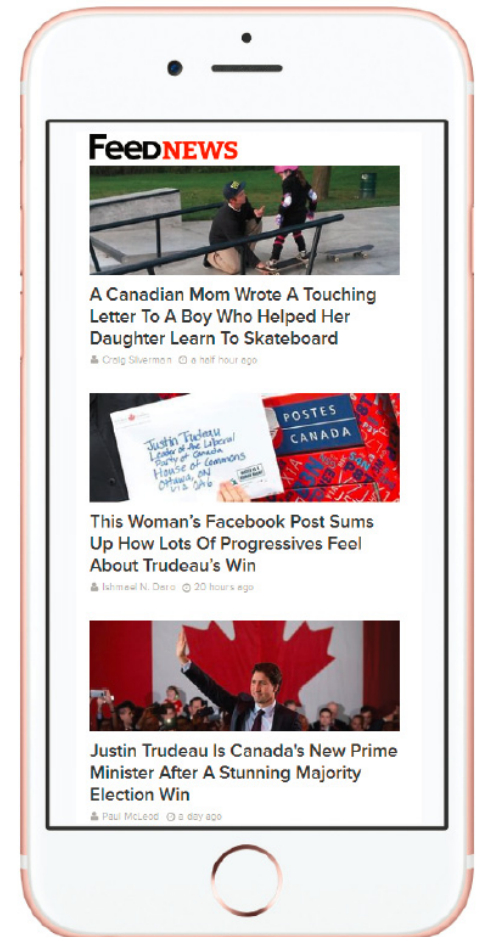 FeeDNEWS
A Canadian Mom Wrote A Touching
Letter To A Boy Who Helped Her
Daughter Learn To Skateboard
Craig Silverman a half hour ago
Justin Trudeau
Leader of the Liberal
Party of Canada
House of Commons
Ottawa, ON
K1A 0A6
POSTES
CANADA
This Woman’s Facebook Post Sums
Up How Lots Of Progressives Feel
About Trudeau’s Win
Ishmael N. Daro 20 hours ago
Justin Trudeau Is Canada's New Prime
Minister After A Stunning Majority
Election Win
Paul McLeod a day ago